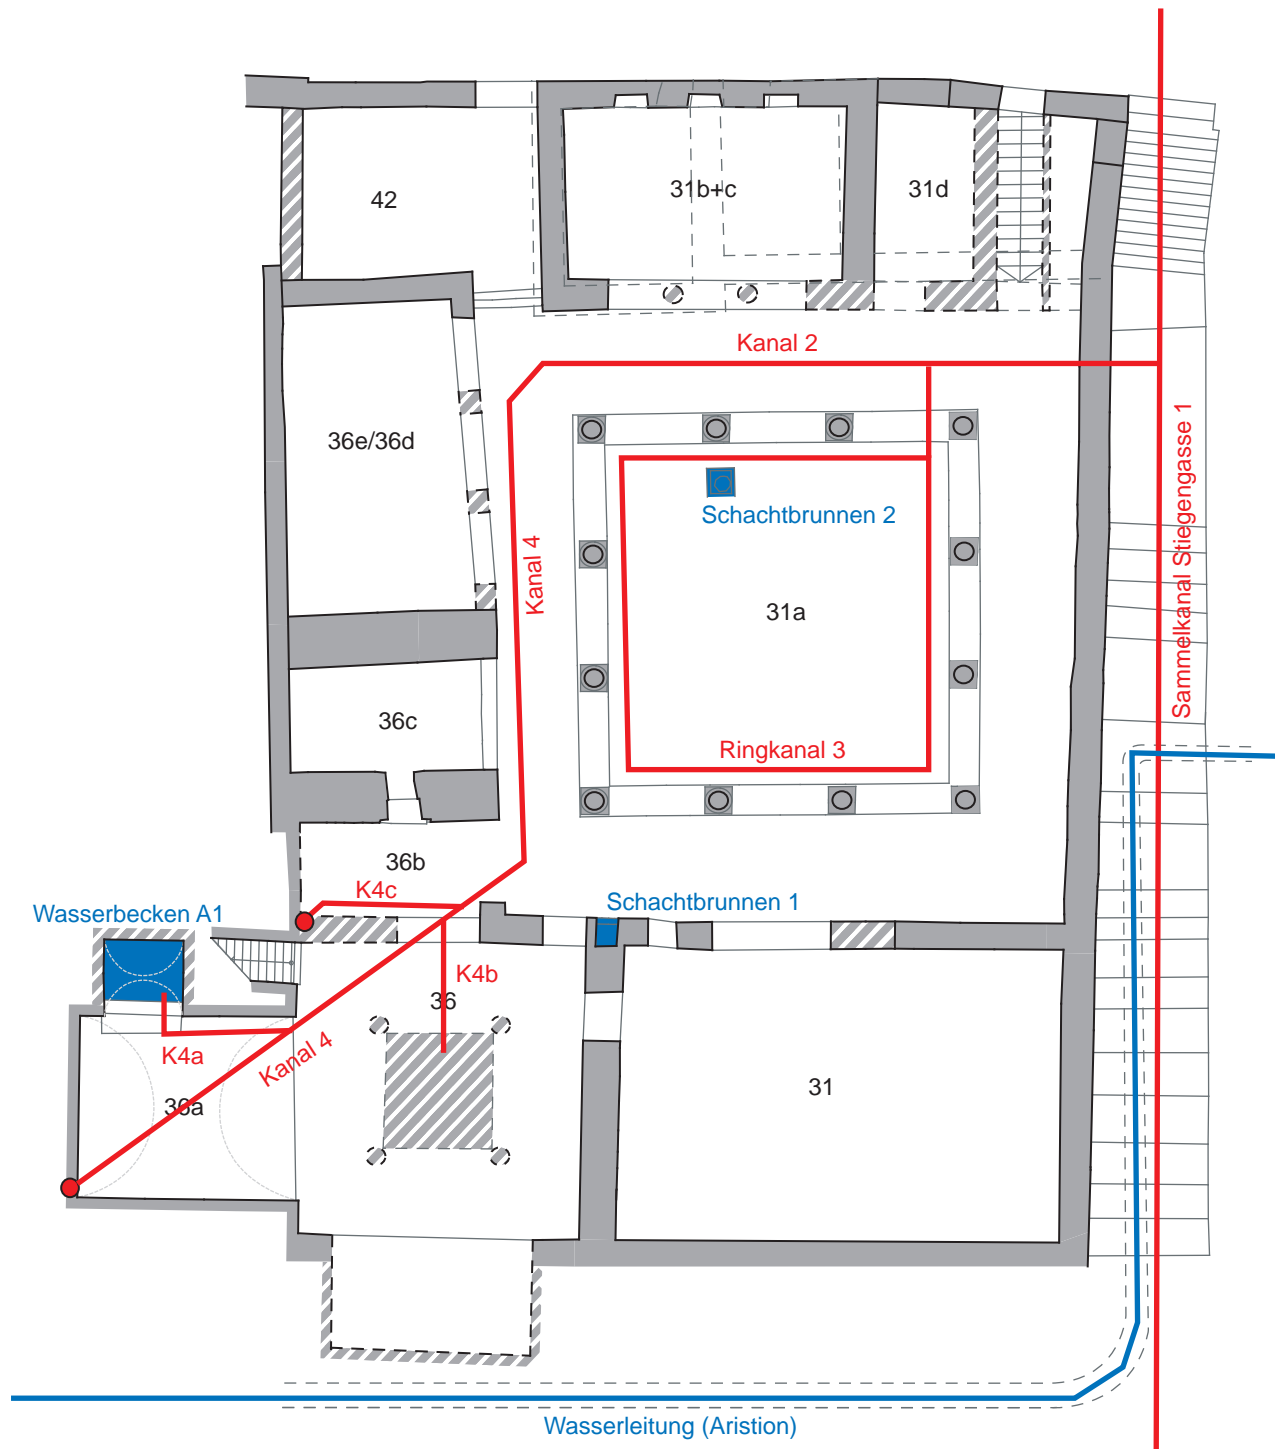 42
31b+c
31d
Kanal 2
36e/36d
Sammelkanal Stiegengasse 1
Schachtbrunnen 2
Kanal 4
31a
36c
Ringkanal 3
36b
K4c
Schachtbrunnen 1
Wasserbecken A1
K4b
36
K4a
Kanal 4
36a
31
Wasserleitung (Aristion)